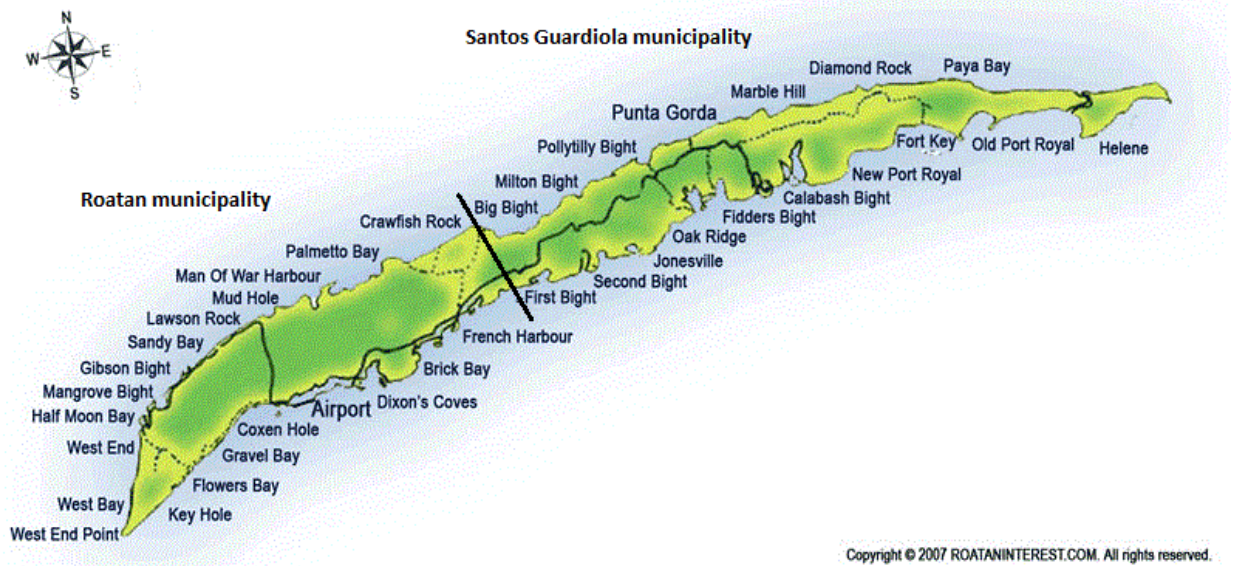 N
W
E
S
Santos Guardiola municipality
Roatan municipality
Diamond Rock
Paya Bay
Marble Hill
Punta Gorda
Pollytilly Bight
Milton Bight
Big Bight
Crawfish Rock
Palmetto Bay
Man Of War Harbour
Mud Hole
Lawson Rock
Sandy Bay
Gibson Bight
Mangrove Bight
Half Moon Bay
West End
West Bay
West End Point
Key Hole
Flowers Bay
Gravel Bay
Coxen Hole
Airport
Dixon's Coves
Brick Bay
French Harbour
First Bight
Second Bight
Jonesville
Oak Ridge
Fidders Bight
Calabash Bight
New Port Royal
Fort Key
Old Port Royal
Helene
Copyright © 2007 ROATANINTEREST.COM. All rights reserved.